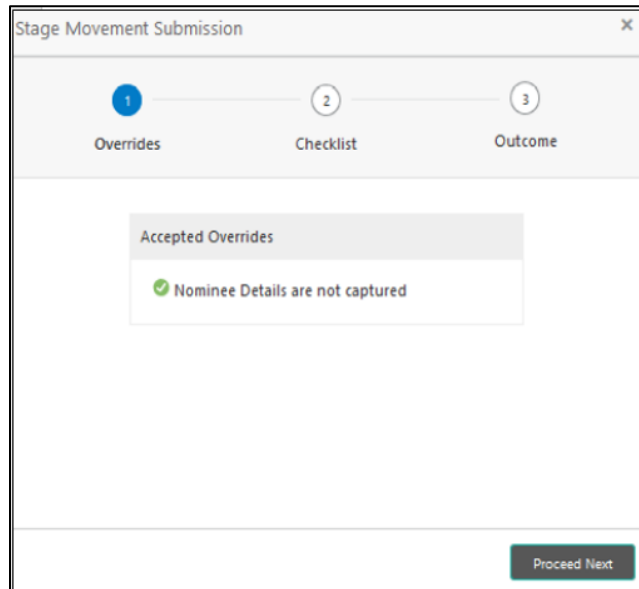 Stage Movement Submission ×
1 2 3
Overrides Checklist Outcome
Accepted Overrides
Nominee Details are not captured
Proceed Next